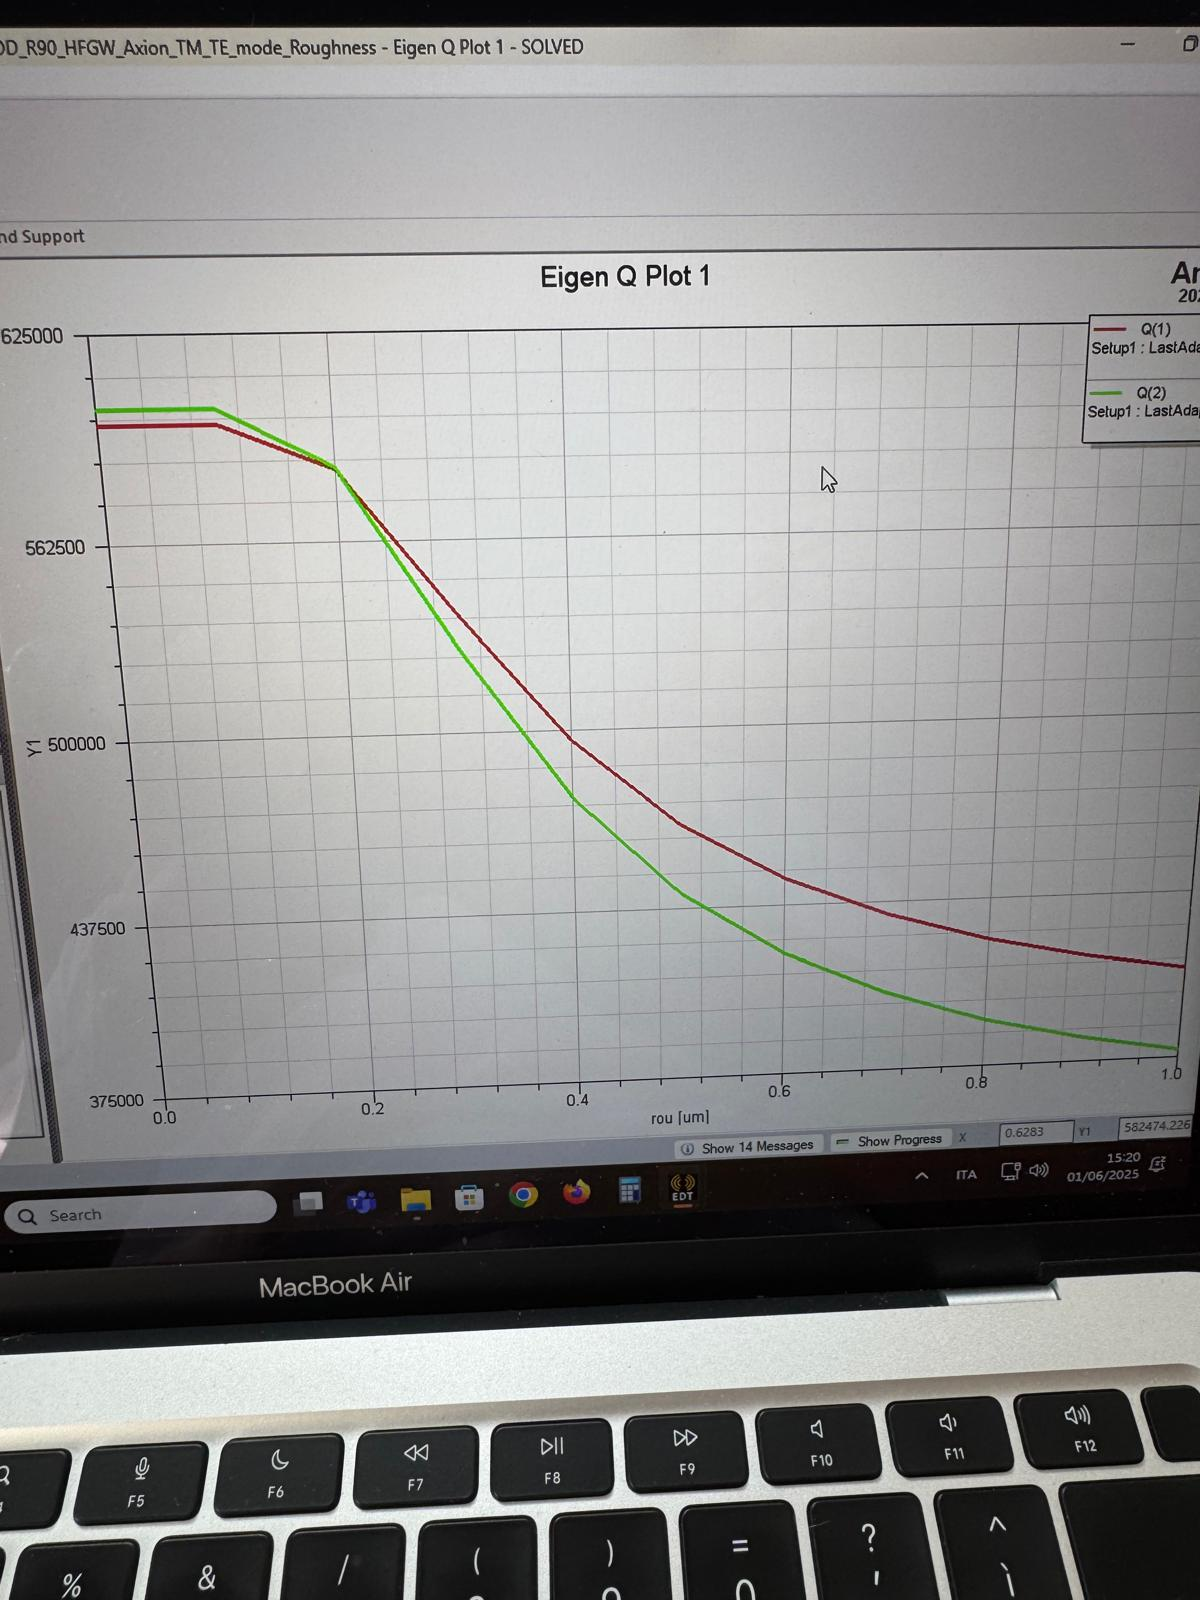 OD_R90_HFGW_Axion_TM_TE_mode_Roughness - Eigen Q Plot 1 - SOLVED
nd Support
Eigen Q Plot 1
An
202
625000
562500
500000
437500
375000
Y1
Q(1)
Setup1 : LastAda
Q(2)
Setup1 : LastAda
0.0
0.2
0.4
0.6
0.8
1.0
rou [um]
Show 14 Messages
Show Progress
X
0.6283
Y1
582474.226
Search
EDT
ITA
15:20
01/06/2025
MacBook Air
F5
F6
F7
F8
F9
F10
F11
F12
%
&
/
(
)
=
?
'
^
ì